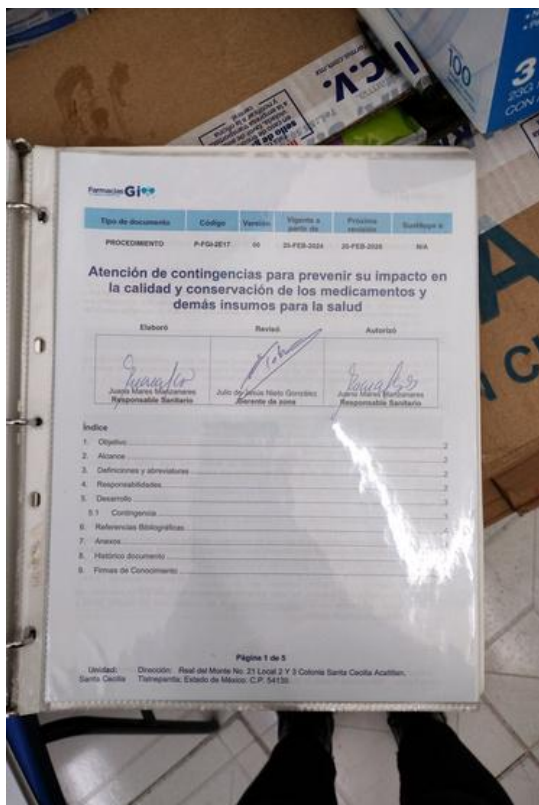 100
3
23G
CON
C.V.
Farmacias Gi
Tipo de documento Código Versión Vigente a partir de Próxima revisión Sustituye a
PROCEDIMIENTO P-FGI-2E17 00 20-FEB-2024 20-FEB-2026 N/A
Atención de contingencias para prevenir su impacto en
la calidad y conservación de los medicamentos y
demás insumos para la salud
Elaboró Revisó Autorizó
Juana Mares Manzanares Julio de Jesús Nieto González Juana Mares Manzanares
Responsable Sanitario Gerente de zona Responsable Sanitario
Índice
1. Objetivo 2
2. Alcance 2
3. Definiciones y abreviaturas 2
4. Responsabilidades 2
5. Desarrollo
5.1 Contingencia 3
6. Referencias Bibliográficas
7. Anexos
8. Histórico documento
9. Firmas de Conocimiento
Página 1 de 5
Unidad: Dirección: Real del Monte No. 21 Local 2 Y 3 Colonia Santa Cecilia Acatitlan,
Santa Cecilia Tlalnepantla, Estado de México. C.P. 54130.